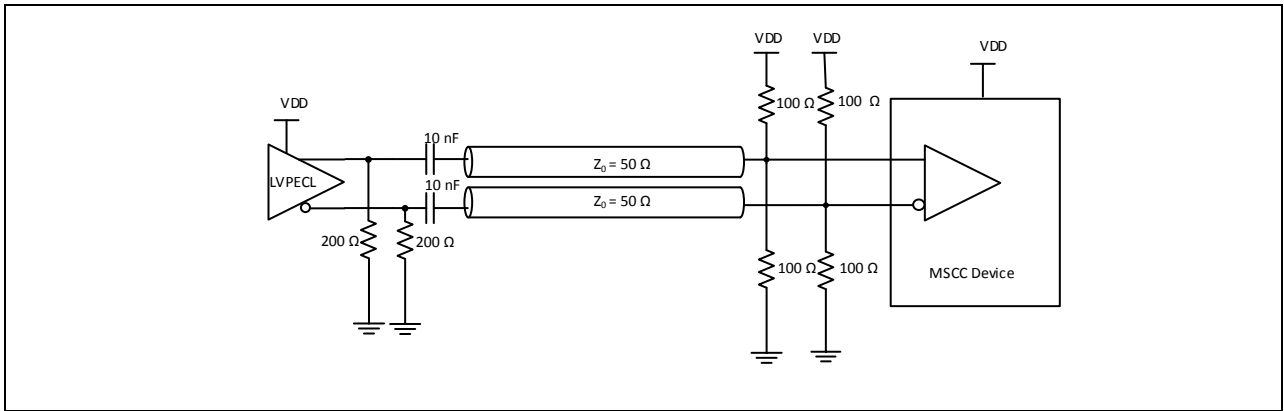 VDD
VDD
VDD
VDD
100 Ω
100 Ω
10 nF
LVPECL
Z₀ = 50 Ω
10 nF
Z₀ = 50 Ω
200 Ω
200 Ω
100 Ω
100 Ω
MSCC Device